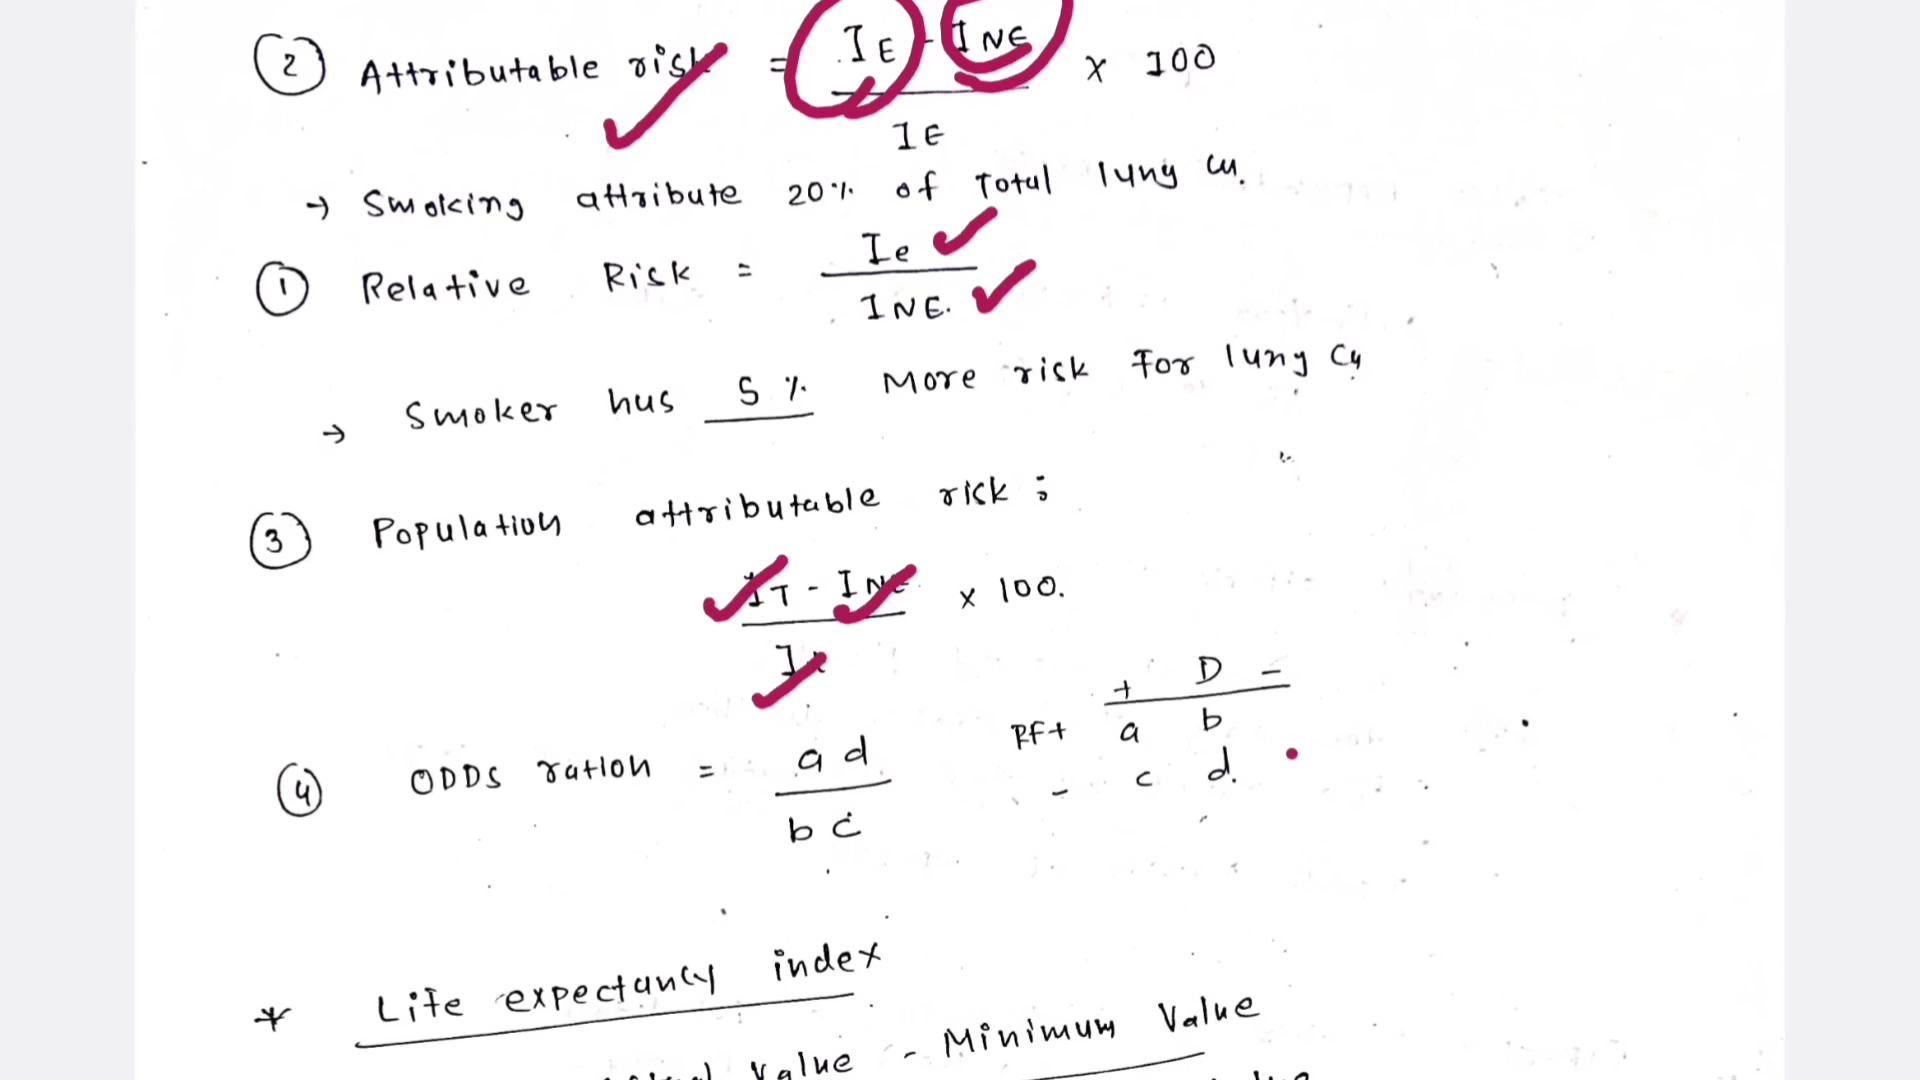 ② Attributable risk = IE - INE × 100
IE
→ Smoking attribute 20% of Total lung ca.
① Relative Risk = Ie
INE.
→ Smoker has 5 % More risk For lung Ca
③ Population attributable risk :
IT - INE × 100.
+ D -
RF+ a b
④ ODDS ration = ad
- c d.
bc
* Life expectancy index
Value - Minimum Value